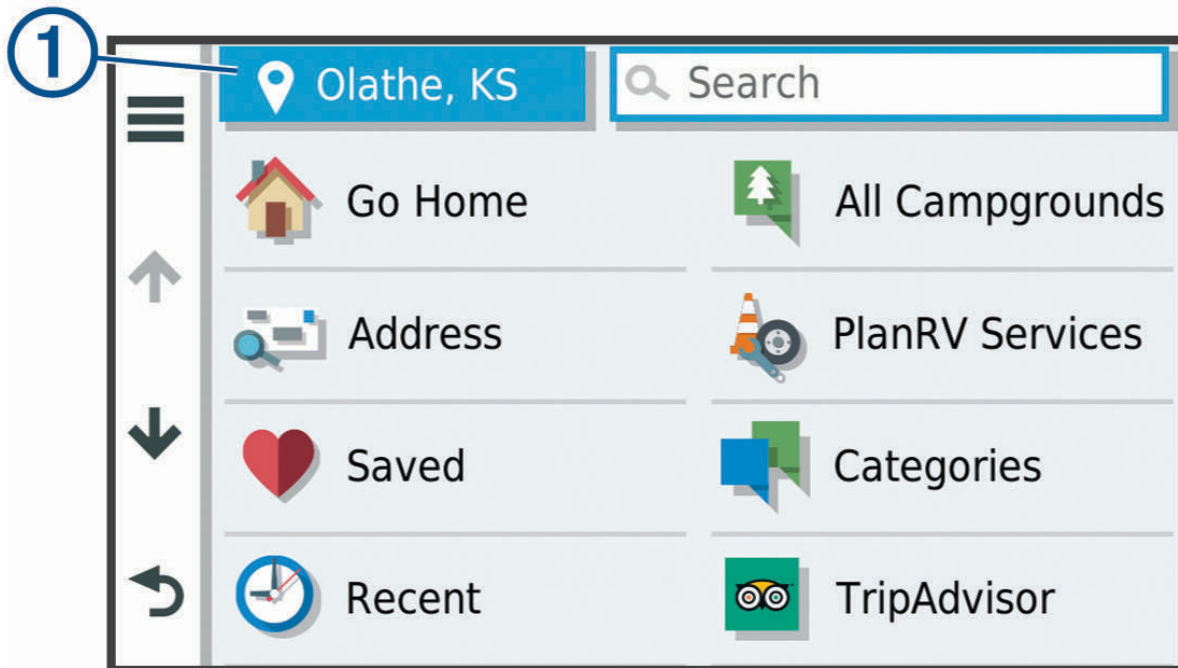 1
Olathe, KS
Search
Go Home
All Campgrounds
Address
PlanRV Services
Saved
Categories
Recent
TripAdvisor